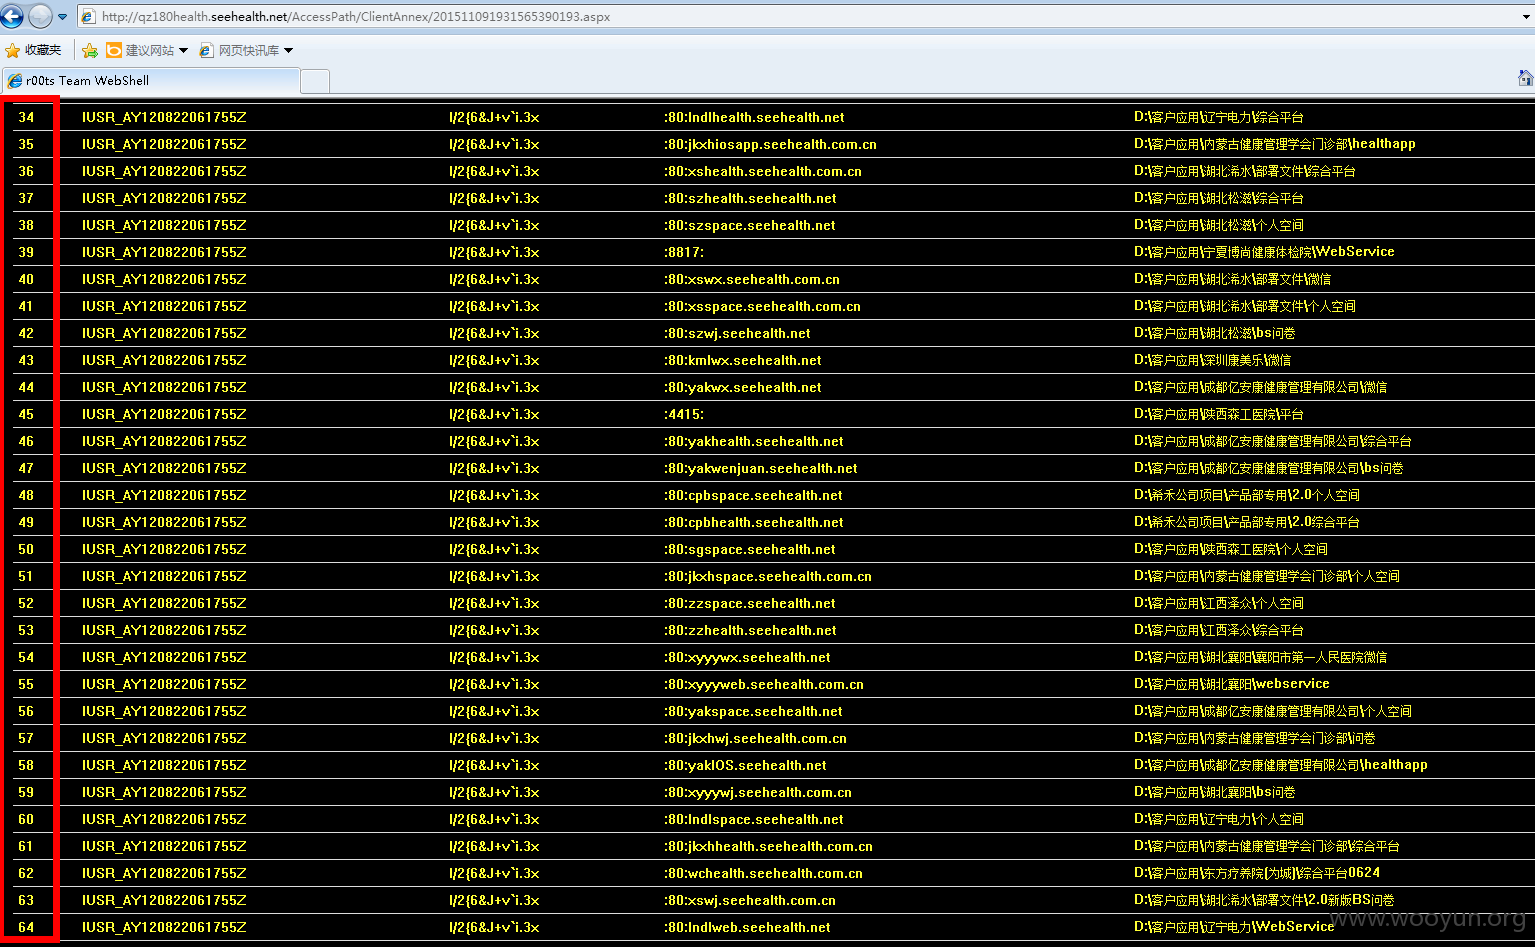 http://qz180health.seehealth.net/AccessPath/ClientAnnex/201511091931565390193.aspx
收藏夹 建议网站 网页快讯库
r00ts Team WebShell
34 IUSR_AY120822061755Z I/2{6&J+v`i.3x :80:lndlhealth.seehealth.net D:\客户应用\辽宁电力\综合平台
35 IUSR_AY120822061755Z I/2{6&J+v`i.3x :80:jkxhiosapp.seehealth.com.cn D:\客户应用\内蒙古健康管理学会门诊部\healthapp
36 IUSR_AY120822061755Z I/2{6&J+v`i.3x :80:xshealth.seehealth.com.cn D:\客户应用\湖北浠水\部署文件\综合平台
37 IUSR_AY120822061755Z I/2{6&J+v`i.3x :80:szhealth.seehealth.net D:\客户应用\湖北松滋\综合平台
38 IUSR_AY120822061755Z I/2{6&J+v`i.3x :80:szspace.seehealth.net D:\客户应用\湖北松滋\个人空间
39 IUSR_AY120822061755Z I/2{6&J+v`i.3x :8817: D:\客户应用\宁夏博尚健康体检院\WebService
40 IUSR_AY120822061755Z I/2{6&J+v`i.3x :80:xswx.seehealth.com.cn D:\客户应用\湖北浠水\部署文件\微信
41 IUSR_AY120822061755Z I/2{6&J+v`i.3x :80:xsspace.seehealth.com.cn D:\客户应用\湖北浠水\部署文件\个人空间
42 IUSR_AY120822061755Z I/2{6&J+v`i.3x :80:szwj.seehealth.net D:\客户应用\湖北松滋\bs问卷
43 IUSR_AY120822061755Z I/2{6&J+v`i.3x :80:kmlwx.seehealth.net D:\客户应用\深圳康美乐\微信
44 IUSR_AY120822061755Z I/2{6&J+v`i.3x :80:yakwx.seehealth.net D:\客户应用\成都亿安康健康管理有限公司\微信
45 IUSR_AY120822061755Z I/2{6&J+v`i.3x :4415: D:\客户应用\陕西森工医院\平台
46 IUSR_AY120822061755Z I/2{6&J+v`i.3x :80:yakhealth.seehealth.net D:\客户应用\成都亿安康健康管理有限公司\综合平台
47 IUSR_AY120822061755Z I/2{6&J+v`i.3x :80:yakwenjuan.seehealth.net D:\客户应用\成都亿安康健康管理有限公司\bs问卷
48 IUSR_AY120822061755Z I/2{6&J+v`i.3x :80:cpbspace.seehealth.net D:\希禾公司项目\产品部专用\2.0个人空间
49 IUSR_AY120822061755Z I/2{6&J+v`i.3x :80:cpbhealth.seehealth.net D:\希禾公司项目\产品部专用\2.0综合平台
50 IUSR_AY120822061755Z I/2{6&J+v`i.3x :80:sgspace.seehealth.net D:\客户应用\陕西森工医院\个人空间
51 IUSR_AY120822061755Z I/2{6&J+v`i.3x :80:jkxhspace.seehealth.com.cn D:\客户应用\内蒙古健康管理学会门诊部\个人空间
52 IUSR_AY120822061755Z I/2{6&J+v`i.3x :80:zzspace.seehealth.net D:\客户应用\江西泽众\个人空间
53 IUSR_AY120822061755Z I/2{6&J+v`i.3x :80:zzhealth.seehealth.net D:\客户应用\江西泽众\综合平台
54 IUSR_AY120822061755Z I/2{6&J+v`i.3x :80:xyyywx.seehealth.net D:\客户应用\湖北襄阳\襄阳市第一人民医院微信
55 IUSR_AY120822061755Z I/2{6&J+v`i.3x :80:xyyyweb.seehealth.com.cn D:\客户应用\湖北襄阳\webservice
56 IUSR_AY120822061755Z I/2{6&J+v`i.3x :80:yakspace.seehealth.net D:\客户应用\成都亿安康健康管理有限公司\个人空间
57 IUSR_AY120822061755Z I/2{6&J+v`i.3x :80:jkxhwj.seehealth.com.cn D:\客户应用\内蒙古健康管理学会门诊部\问卷
58 IUSR_AY120822061755Z I/2{6&J+v`i.3x :80:yakIOS.seehealth.net D:\客户应用\成都亿安康健康管理有限公司\healthapp
59 IUSR_AY120822061755Z I/2{6&J+v`i.3x :80:xyyywj.seehealth.com.cn D:\客户应用\湖北襄阳\bs问卷
60 IUSR_AY120822061755Z I/2{6&J+v`i.3x :80:lndlspace.seehealth.net D:\客户应用\辽宁电力\个人空间
61 IUSR_AY120822061755Z I/2{6&J+v`i.3x :80:jkxhhealth.seehealth.com.cn D:\客户应用\内蒙古健康管理学会门诊部\综合平台
62 IUSR_AY120822061755Z I/2{6&J+v`i.3x :80:wchealth.seehealth.com.cn D:\客户应用\东方疗养院(为城)\综合平台0624
63 IUSR_AY120822061755Z I/2{6&J+v`i.3x :80:xswj.seehealth.com.cn D:\客户应用\湖北浠水\部署文件\2.0新版BS问卷
64 IUSR_AY120822061755Z I/2{6&J+v`i.3x :80:lndlweb.seehealth.net D:\客户应用\辽宁电力\WebService
www.wooyun.org